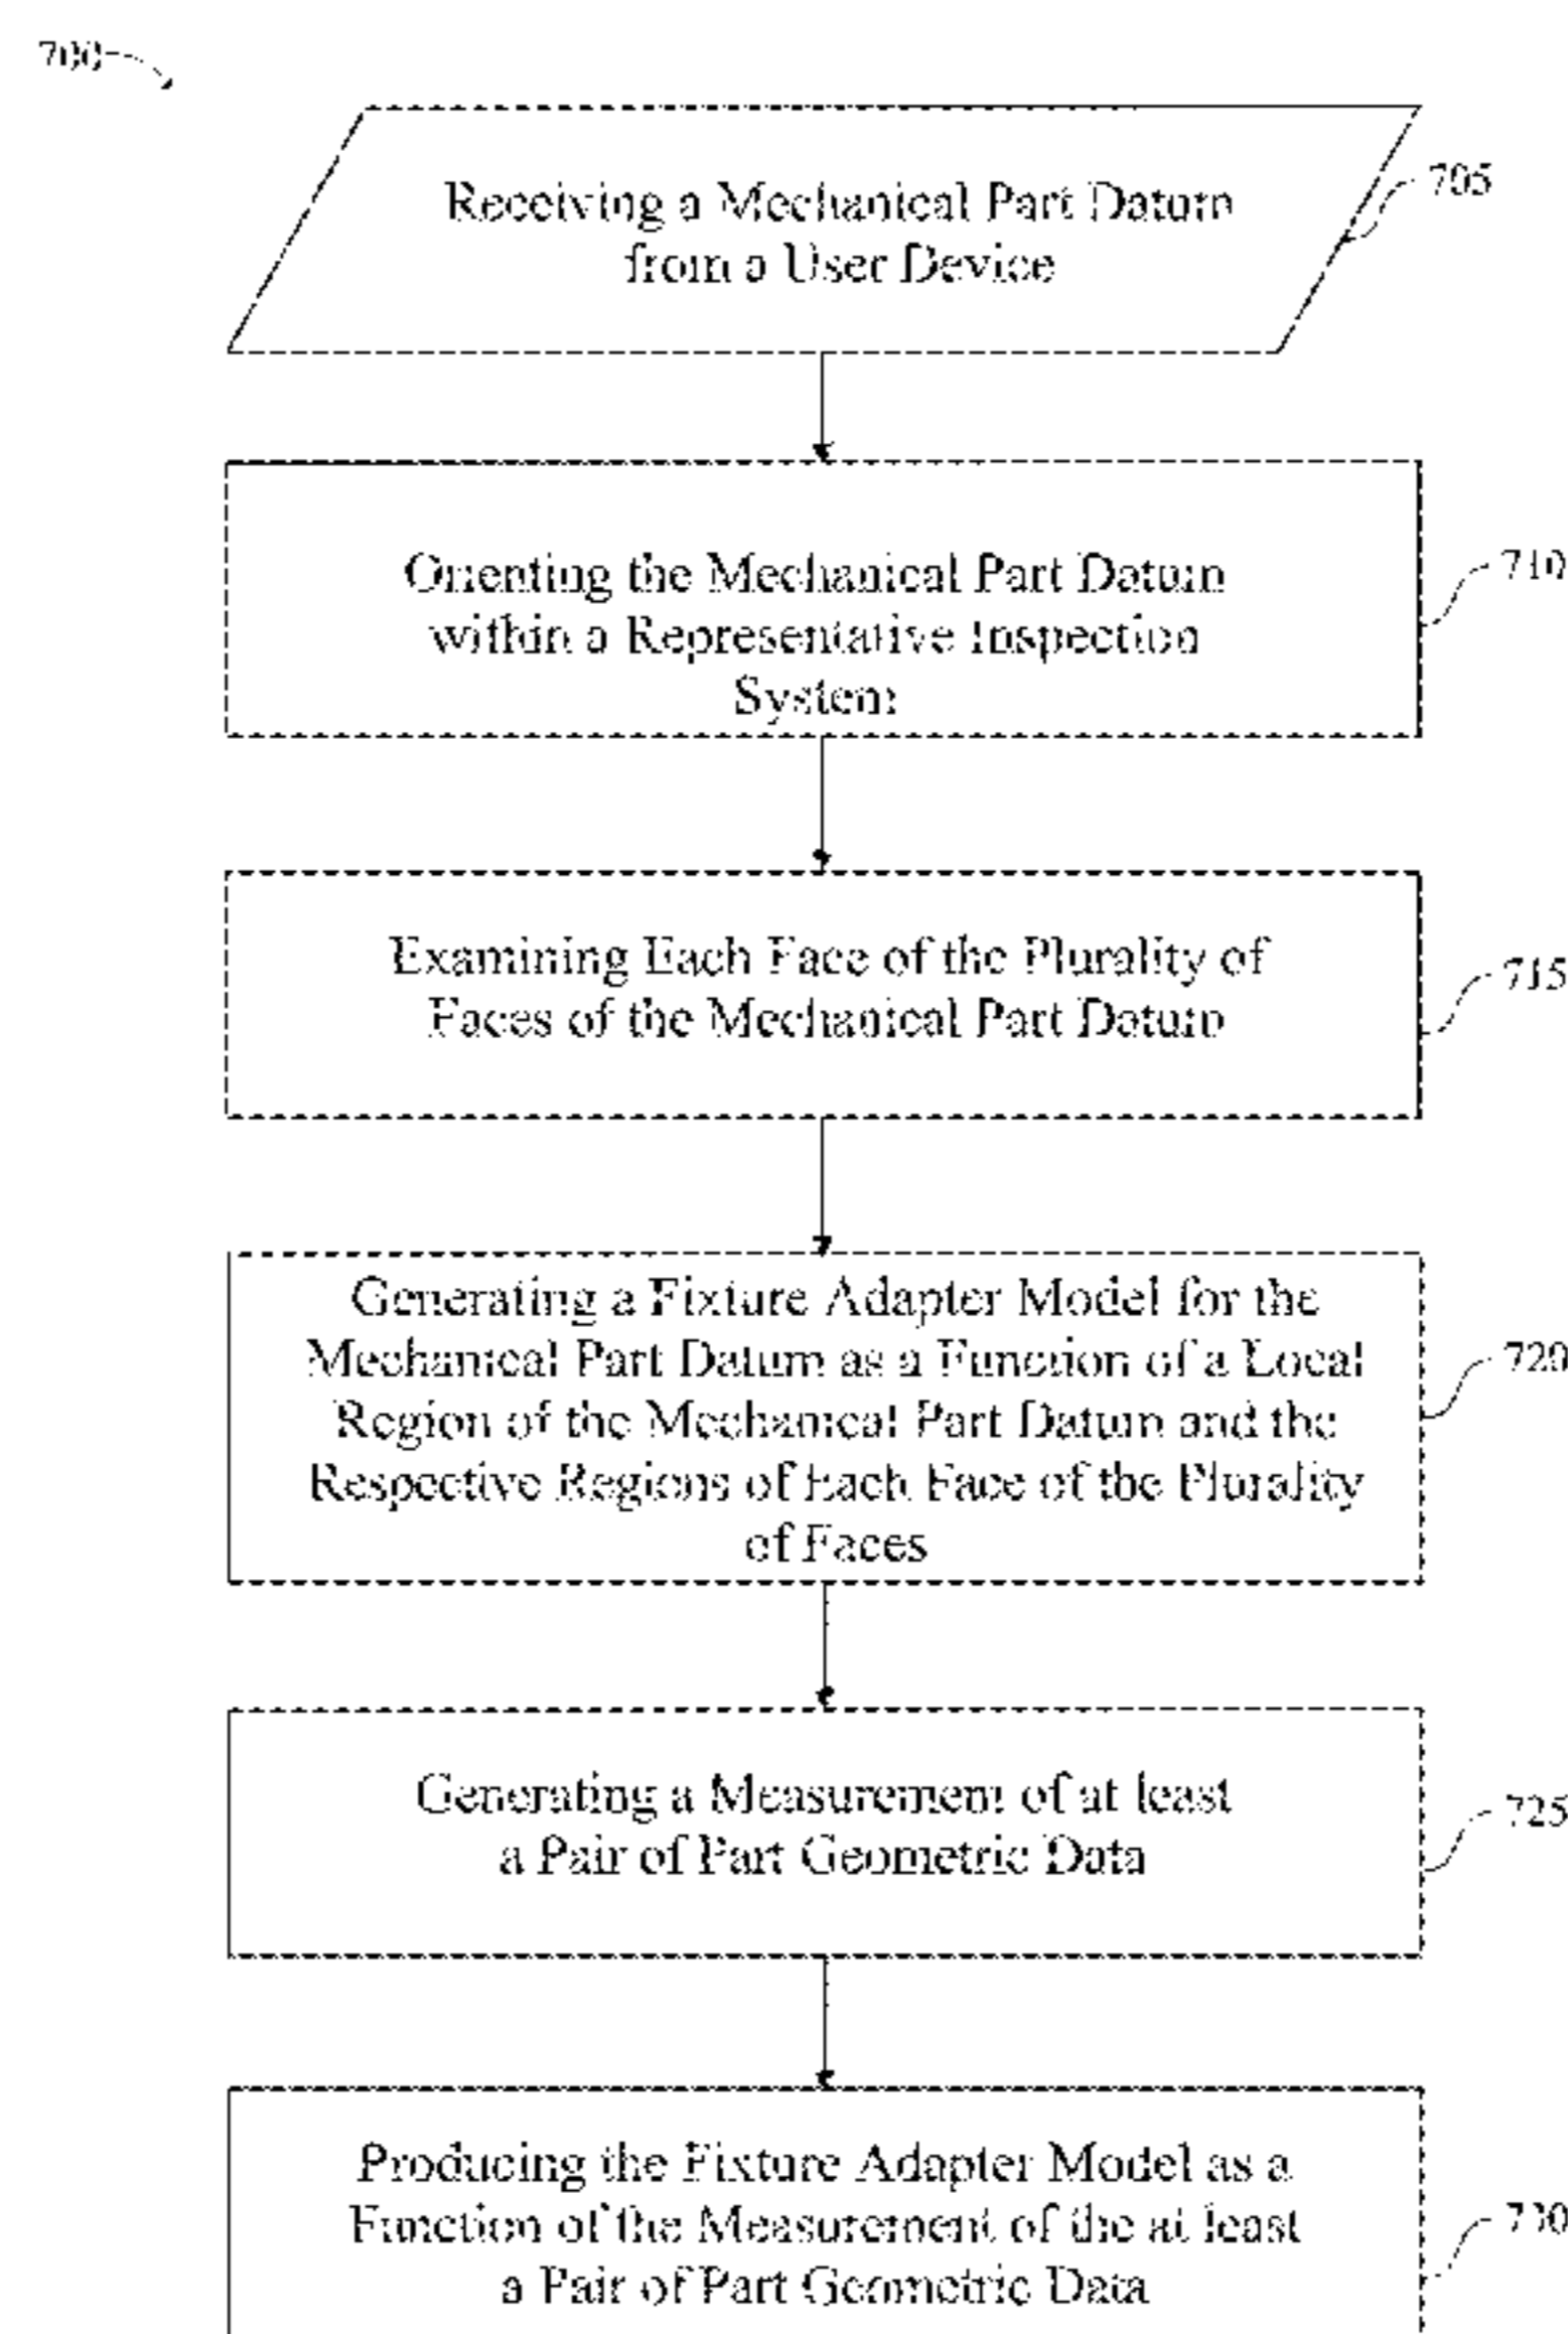 700
Receiving a Mechanical Part Datum
from a User Device
705
Orienting the Mechanical Part Datum
within a Representative Inspection
System
710
Examining Each Face of the Plurality of
Faces of the Mechanical Part Datum
715
Generating a Fixture Adapter Model for the
Mechanical Part Datum as a Function of a Local
Region of the Mechanical Part Datum and the
Respective Regions of Each Face of the Plurality
of Faces
720
Generating a Measurement of at least
a Pair of Part Geometric Data
725
Producing the Fixture Adapter Model as a
Function of the Measurement of the at least
a Pair of Part Geometric Data
730